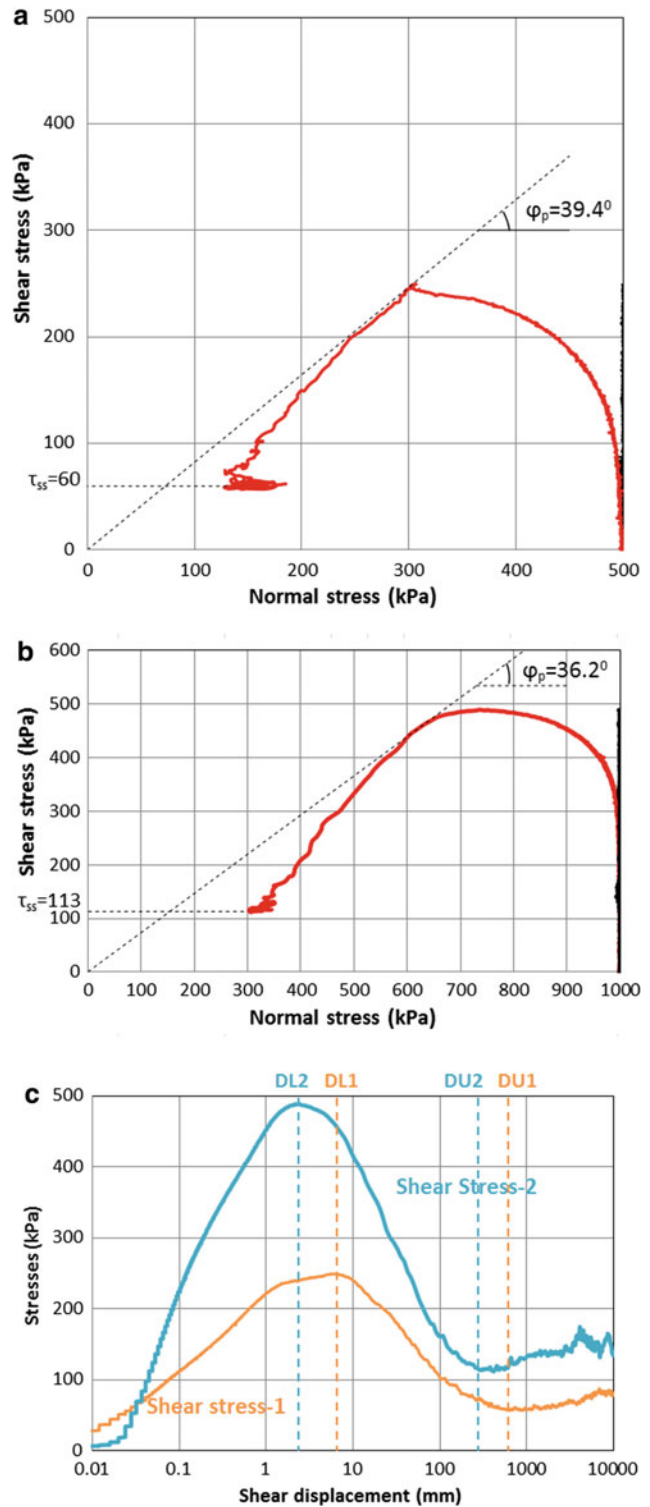 a
500
400
300
200
100
0
Shear stress (kPa)
φp=39.4⁰
τss=60
0 100 200 300 400 500
Normal stress (kPa)
b
600
500
400
300
200
100
0
Shear stress (kPa)
φp=36.2⁰
τss=113
0 100 200 300 400 500 600 700 800 900 1000
Normal stress (kPa)
c
DL2 DL1 DU2 DU1
500
400
300
200
100
0
Stresses (kPa)
Shear Stress-2
Shear stress-1
0.01 0.1 1 10 100 1000 10000
Shear displacement (mm)